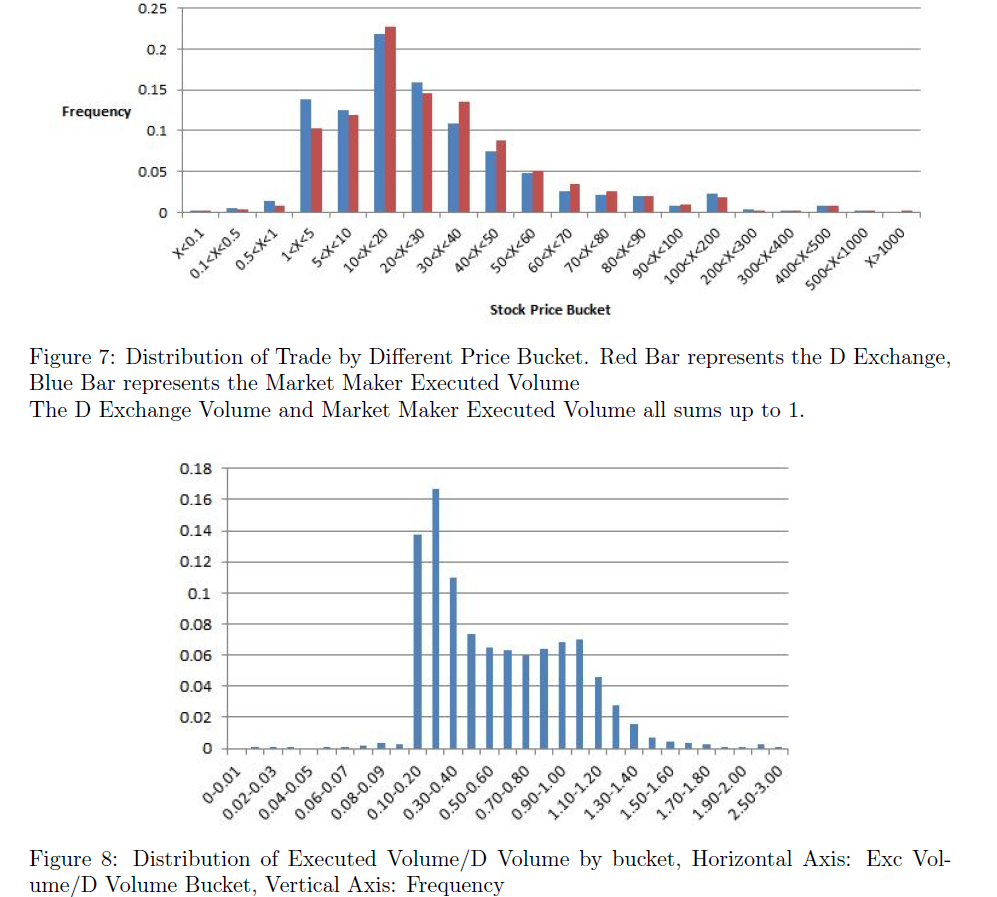 0.25
0.2
0.15
Frequency
0.1
0.05
0
X<0.1
0.1<X<0.5
0.5<X<1
1<X<5
5<X<10
10<X<20
20<X<30
30<X<40
40<X<50
50<X<60
60<X<70
70<X<80
80<X<90
90<X<100
100<X<200
200<X<300
300<X<400
400<X<500
500<X<1000
X>1000
Stock Price Bucket
Figure 7: Distribution of Trade by Different Price Bucket. Red Bar represents the D Exchange,
Blue Bar represents the Market Maker Executed Volume
The D Exchange Volume and Market Maker Executed Volume all sums up to 1.
0.18
0.16
0.14
0.12
0.1
0.08
0.06
0.04
0.02
0
0-0.01
0.02-0.03
0.04-0.05
0.06-0.07
0.08-0.09
0.10-0.20
0.30-0.40
0.50-0.60
0.70-0.80
0.90-1.00
1.10-1.20
1.30-1.40
1.50-1.60
1.70-1.80
1.90-2.00
2.50-3.00
Figure 8: Distribution of Executed Volume/D Volume by bucket, Horizontal Axis: Exc Vol-
ume/D Volume Bucket, Vertical Axis: Frequency